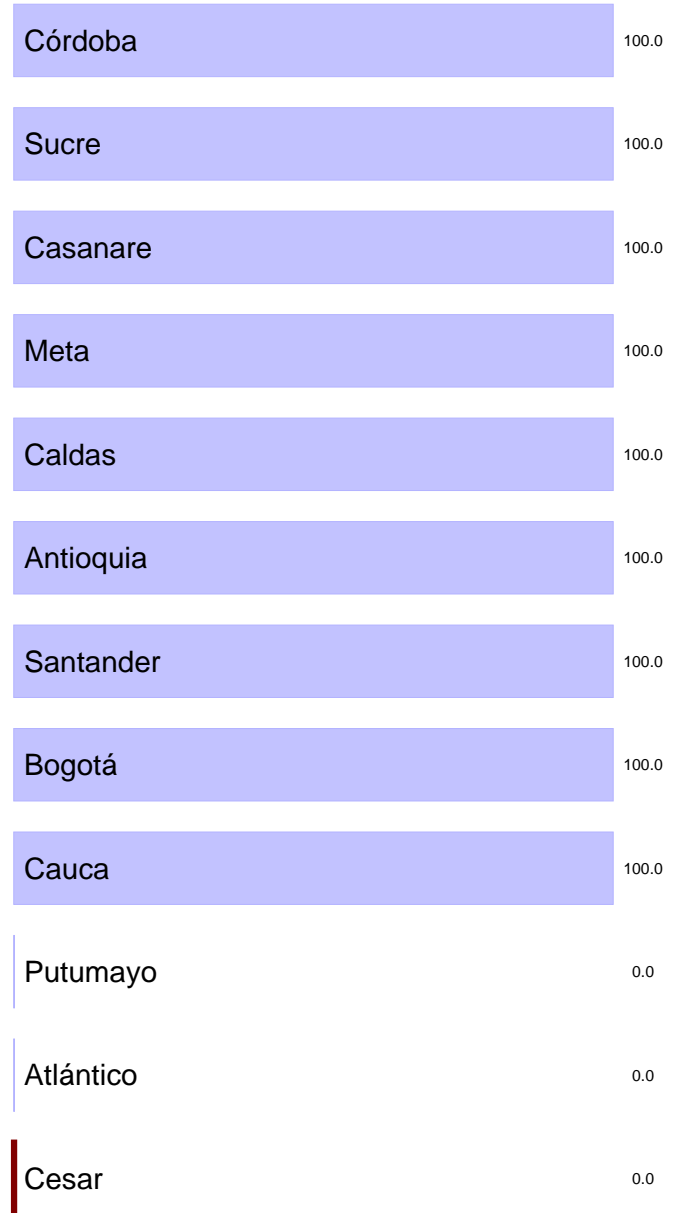 Córdoba 100.0
Sucre 100.0
Casanare 100.0
Meta 100.0
Caldas 100.0
Antioquia 100.0
Santander 100.0
Bogotá 100.0
Cauca 100.0
Putumayo 0.0
Atlántico 0.0
Cesar 0.0